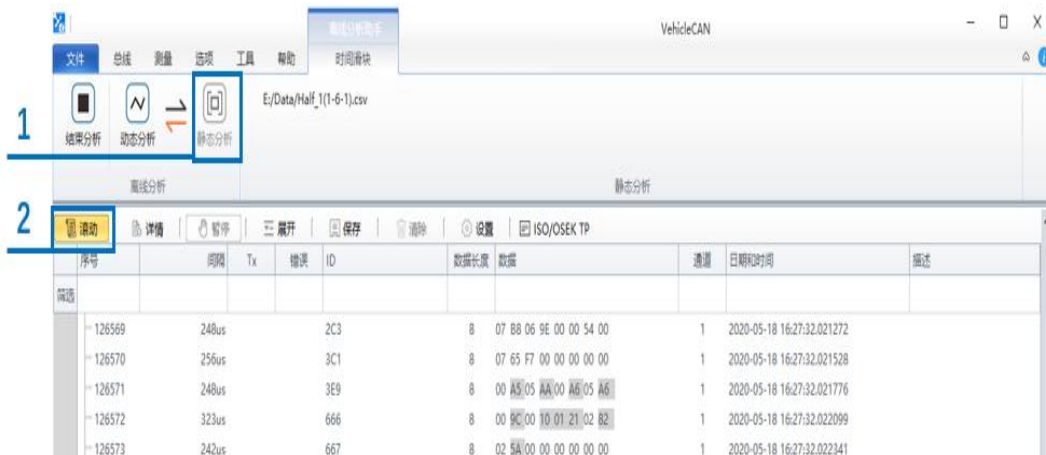 离线分析助手 VehicleCAN
文件 总线 测量 选项 工具 帮助 时间滑块
1
结果分析 动态分析 静态分析
E:/Data/Half_1(1-6-1).csv
离线分析 静态分析
2
滚动 详情 暂停 展开 保存 清除 设置 ISO/OSEK TP
序号 间隔 Tx 错误 ID 数据长度 数据 通道 日期和时间 描述
筛选
126569 248us 2C3 8 07 B8 06 9E 00 00 54 00 1 2020-05-18 16:27:32.021272
126570 256us 3C1 8 07 65 F7 00 00 00 00 00 1 2020-05-18 16:27:32.021528
126571 248us 3E9 8 00 A5 05 AA 00 A6 05 A6 1 2020-05-18 16:27:32.021776
126572 323us 666 8 00 9C 00 10 01 21 02 82 1 2020-05-18 16:27:32.022099
126573 242us 667 8 02 5A 00 00 00 00 00 00 1 2020-05-18 16:27:32.022341